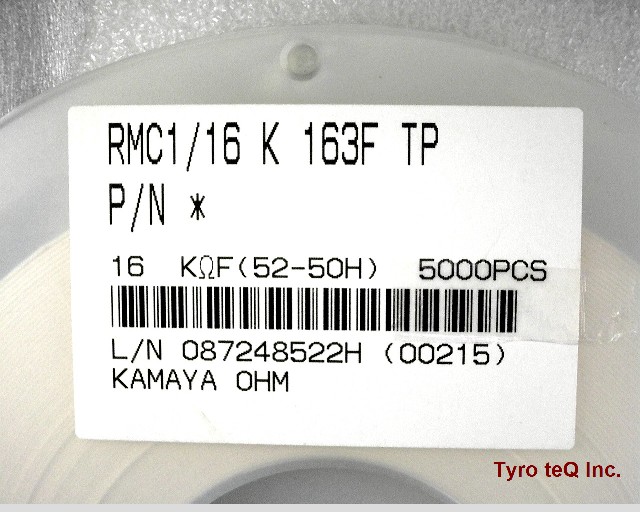 RMC1/16 K 163F TP
P/N *
16 KΩF(52-50H) 5000PCS
L/N 087248522H (00215)
KAMAYA OHM
Tyro teQ Inc.